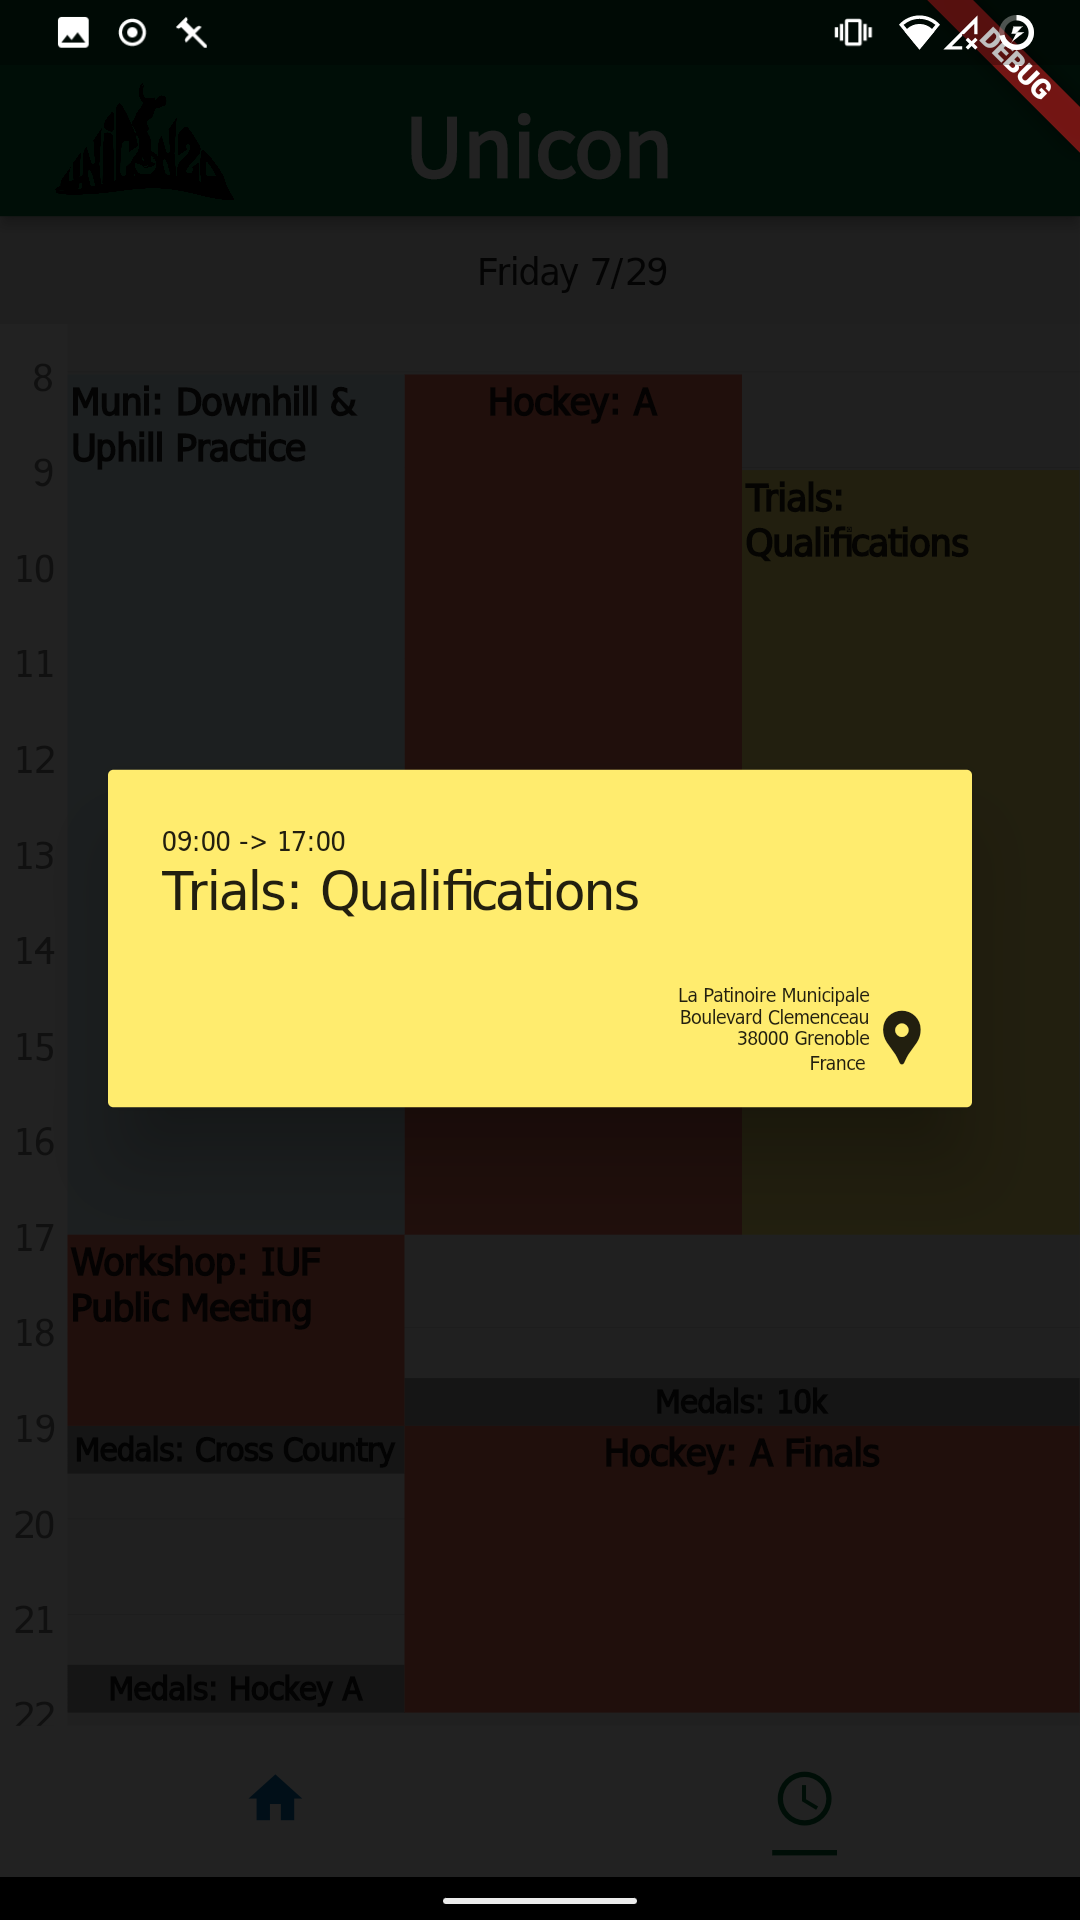 DEBUG
UNICON20
Unicon
Friday 7/29
8
Muni: Downhill &
Uphill Practice
Hockey: A
9
Trials:
Qualifications
10
11
12
09:00 -> 17:00
Trials: Qualifications
La Patinoire Municipale
Boulevard Clemenceau
38000 Grenoble
France
13
14
15
16
17
Workshop: IUF
Public Meeting
18
Medals: 10k
19
Medals: Cross Country
Hockey: A Finals
20
21
Medals: Hockey A
22